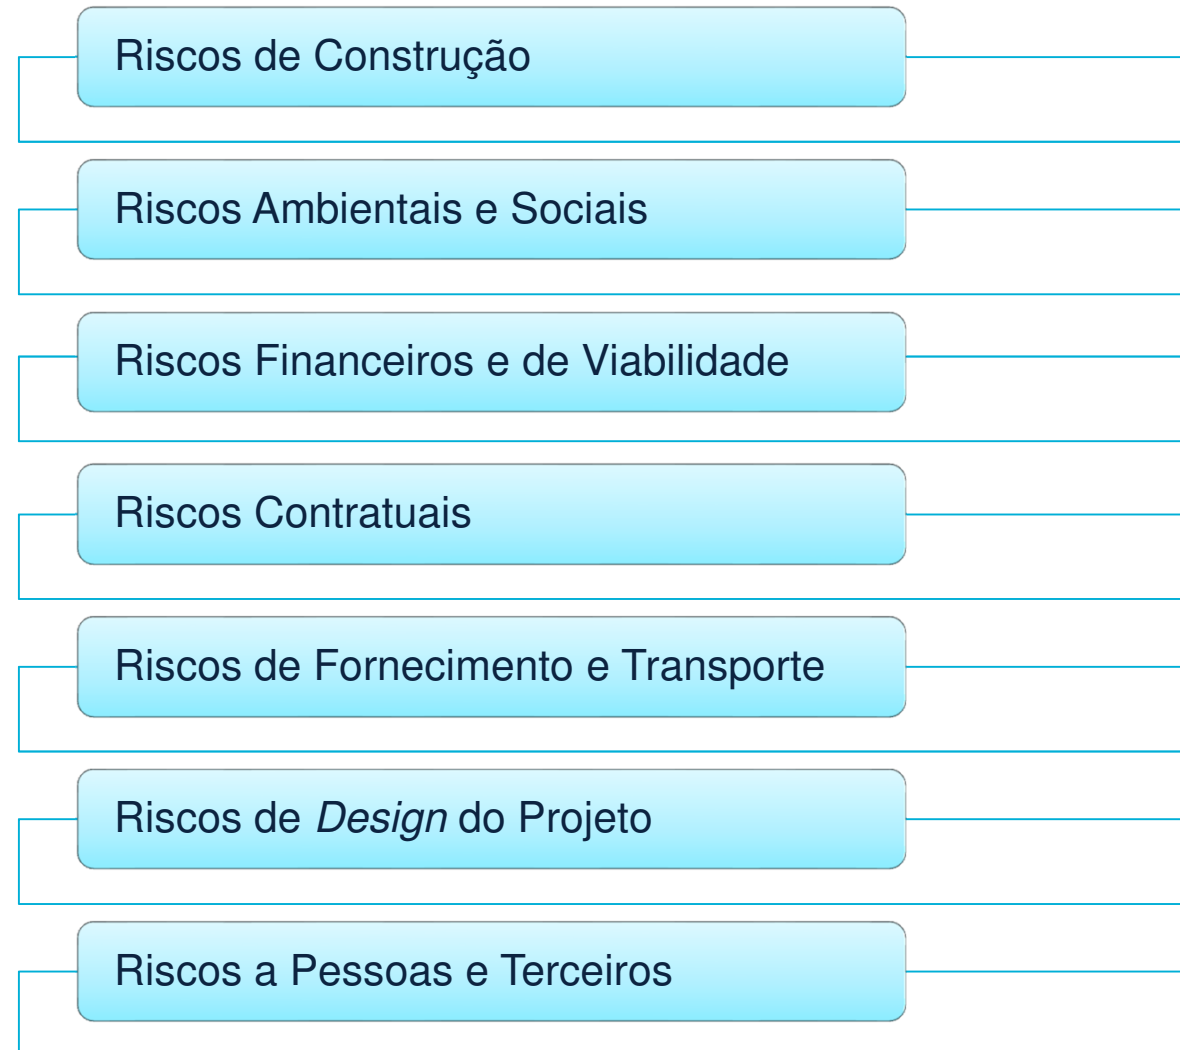 Riscos de Construção
Riscos Ambientais e Sociais
Riscos Financeiros e de Viabilidade
Riscos Contratuais
Riscos de Fornecimento e Transporte
Riscos de Design do Projeto
Riscos a Pessoas e Terceiros